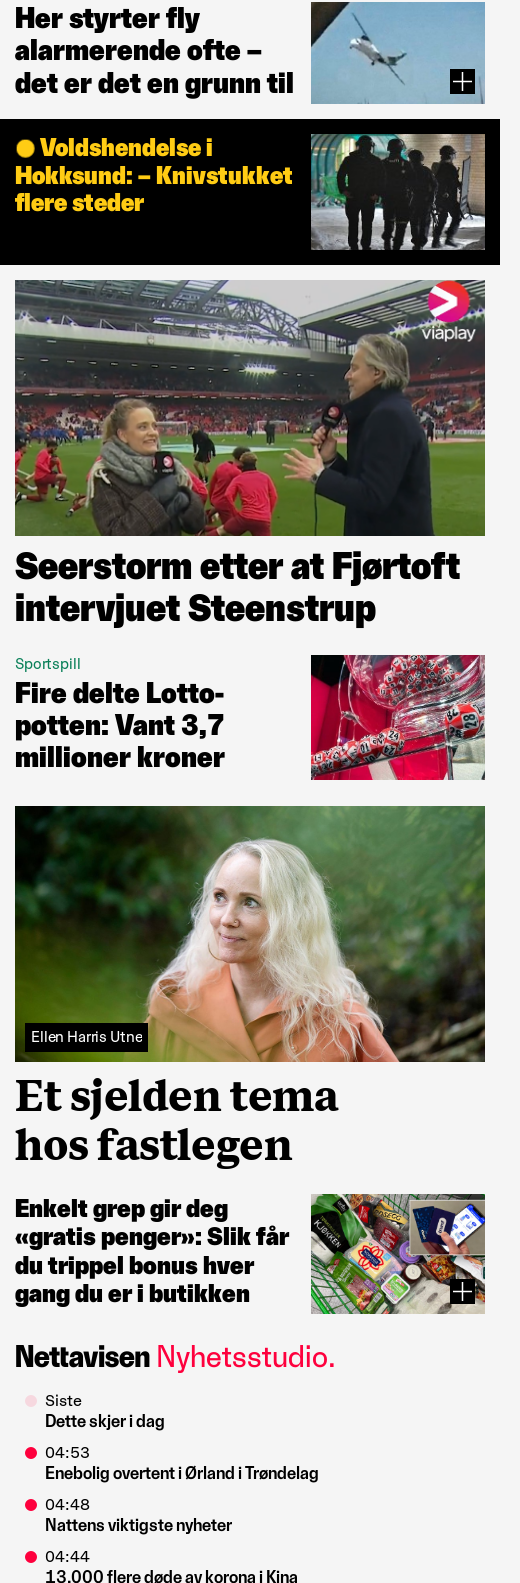 Her styrter fly
alarmerende ofte –
det er det en grunn til
Voldshendelse i
Hokksund: – Knivstukket
flere steder
viaplay
Seerstorm etter at Fjørtoft
intervjuet Steenstrup
Sportspill
Fire delte Lotto-
potten: Vant 3,7
millioner kroner
28
Ellen Harris Utne
Et sjelden tema
hos fastlegen
Enkelt grep gir deg
«gratis penger»: Slik får
du trippel bonus hver
gang du er i butikken
KJØKKEN
Nettavisen Nyhetsstudio.
Siste
Dette skjer i dag
04:53
Enebolig overtent i Ørland i Trøndelag
04:48
Nattens viktigste nyheter
04:44
13.000 flere døde av korona i Kina